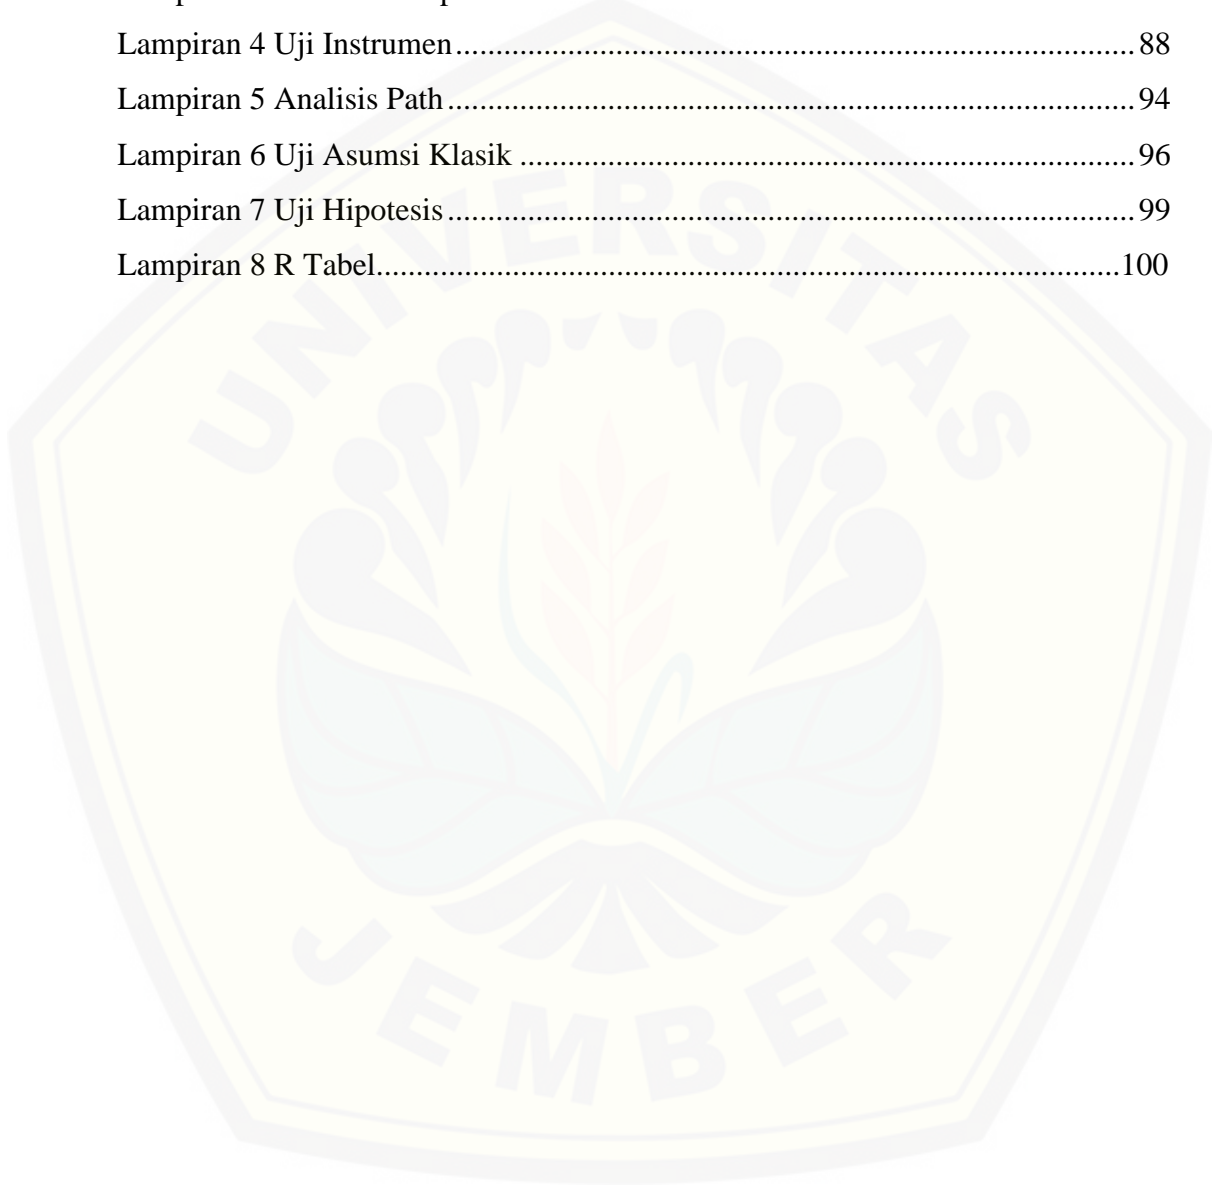 Lampiran 4 Uji Instrumen........................................................................................88
Lampiran 5 Analisis Path.........................................................................................94
Lampiran 6 Uji Asumsi Klasik................................................................................96
Lampiran 7 Uji Hipotesis.........................................................................................99
Lampiran 8 R Tabel................................................................................................100
UNIVERSITAS
JEMBER